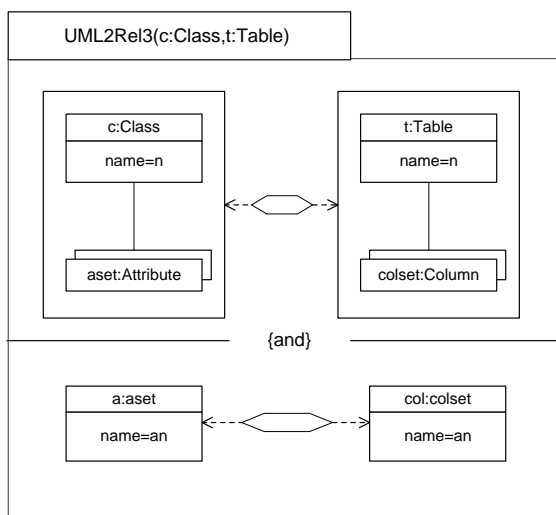 UML2Rel3(c:Class,t:Table)
c:Class
name=n
aset:Attribute
t:Table
name=n
colset:Column
{and}
a:aset
name=an
col:colset
name=an